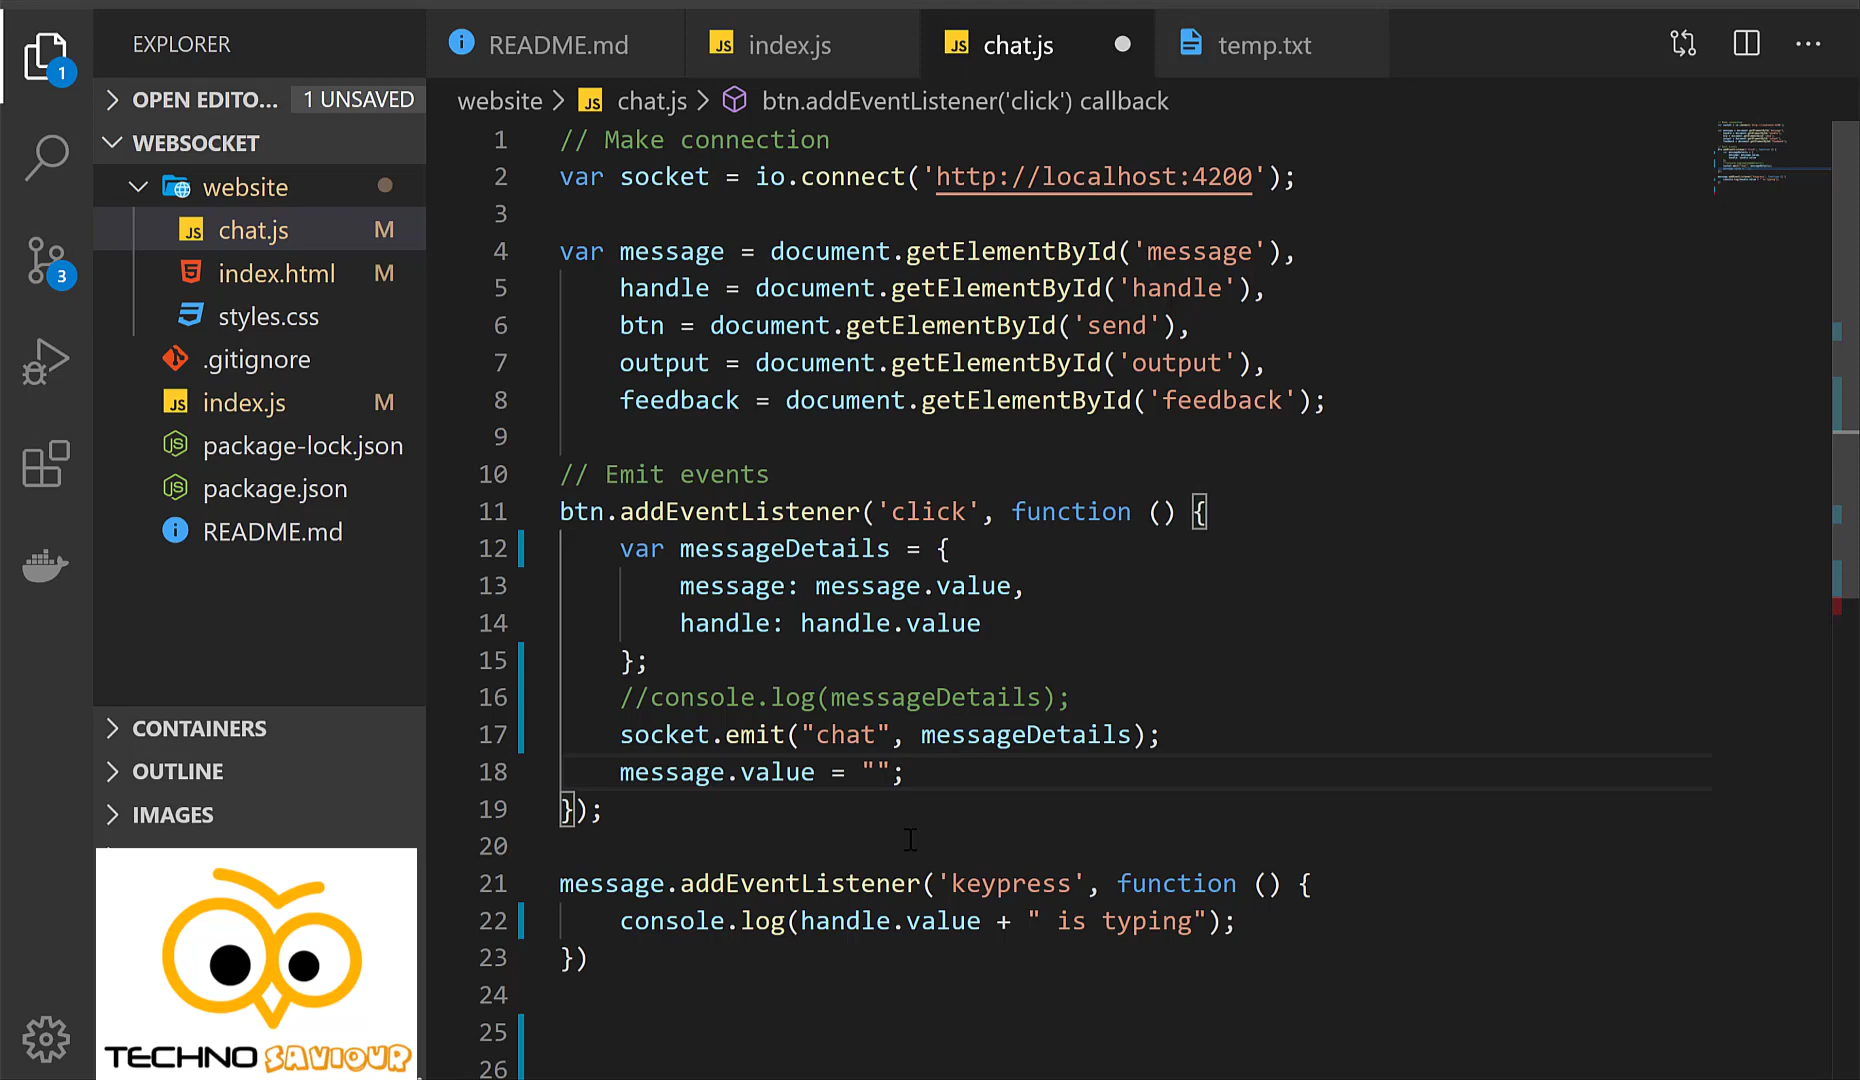 EXPLORER
README.md
index.js
chat.js
temp.txt
1
OPEN EDITO...
1 UNSAVED
WEBSOCKET
website
chat.js M
index.html M
styles.css
.gitignore
index.js M
package-lock.json
package.json
README.md
3
CONTAINERS
OUTLINE
IMAGES
TECHNO SAVIOUR
website > JS chat.js > btn.addEventListener('click') callback
1 // Make connection
2 var socket = io.connect('http://localhost:4200');
3
4 var message = document.getElementById('message'),
5 handle = document.getElementById('handle'),
6 btn = document.getElementById('send'),
7 output = document.getElementById('output'),
8 feedback = document.getElementById('feedback');
9
10 // Emit events
11 btn.addEventListener('click', function () {
12 var messageDetails = {
13 message: message.value,
14 handle: handle.value
15 };
16 //console.log(messageDetails);
17 socket.emit("chat", messageDetails);
18 message.value = "";
19 });
20
21 message.addEventListener('keypress', function () {
22 console.log(handle.value + " is typing");
23 })
24
25
26